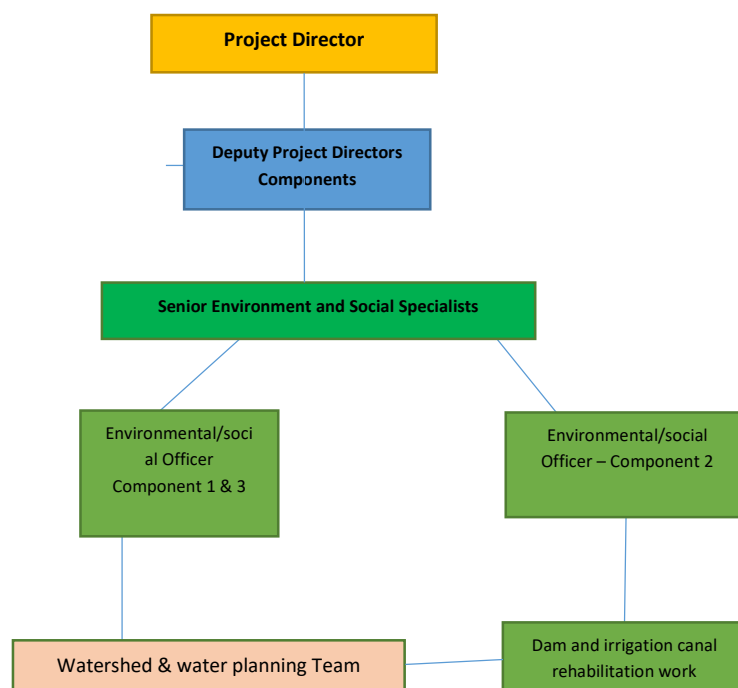 Project Director
Deputy Project Directors
Components
Senior Environment and Social Specialists
Environmental/soci
al Officer
Component 1 & 3
Environmental/social
Officer – Component 2
Watershed & water planning Team
Dam and irrigation canal
rehabilitation work